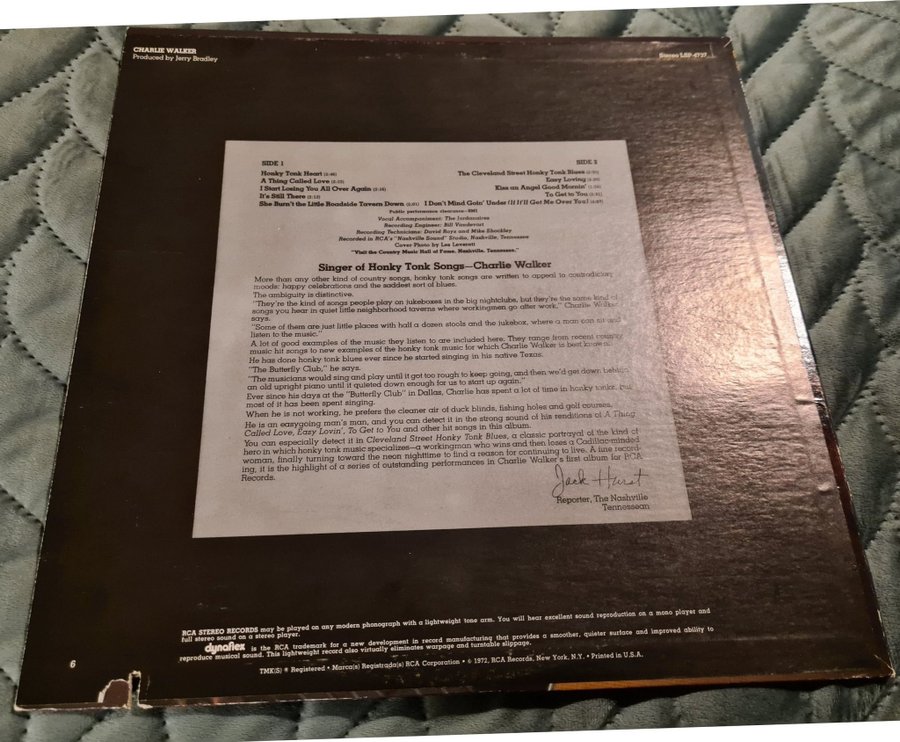 CHARLIE WALKER
Produced by Jerry Bradley
Stereo LSP-4737
SIDE 1
Honky Tonk Heart (2:46)
A Thing Called Love
I Start Losing You All Over Again
It's Still There
She Burn't the Little Roadside Tavern Down
SIDE 2
The Cleveland Street Honky Tonk Blues
Easy Loving
Kiss an Angel Good Mornin'
To Get to You
I Don't Mind Goin' Under (If It'll Get Me Over You)
Public performance clearance—BMI
Vocal Accompaniment: The Jordanaires
Recording Engineer: Bill Vandevort
Recording Technicians: David Roys and Mike Shockley
Recorded in RCA's "Nashville Sound" Studio, Nashville, Tennessee
Cover Photo by Les Leverett
"Visit the Country Music Hall of Fame, Nashville, Tennessee."
Singer of Honky Tonk Songs—Charlie Walker
More than any other kind of country songs, honky tonk songs are written to appeal to contradictory
moods: happy celebrations and the saddest sort of blues.
The ambiguity is distinctive.
"They're the kind of songs people play on jukeboxes in the big nightclubs, but they're the same kind of
songs you hear in quiet little neighborhood taverns where workingmen go after work," Charlie Walker
says.
"Some of them are just little places with half a dozen stools and the jukebox, where a man can sit and
listen to the music."
A lot of good examples of the music they listen to are included here. They range from recent country
music hit songs to new examples of the honky tonk music for which Charlie Walker is best known.
He has done honky tonk blues ever since he started singing in his native Texas.
"The Butterfly Club," he says.
"The musicians would sing and play until it got too rough to keep going, and then we'd get down behind
an old upright piano until it quieted down enough for us to start up again."
Ever since his days at the "Butterfly Club" in Dallas, Charlie has spent a lot of time in honky tonks, but
most of it has been spent singing.
When he is not working, he prefers the cleaner air of duck blinds, fishing holes and golf courses.
He is an easygoing man's man, and you can detect it in the strong sound of his renditions of A Thing
Called Love, Easy Lovin', To Get to You and other hit songs in this album.
You can especially detect it in Cleveland Street Honky Tonk Blues, a classic portrayal of the kind of
hero in which honky tonk music specializes—a workingman who wins and then loses a Cadillac-minded
woman, finally turning toward the neon nighttime to find a reason for continuing to live. A fine record-
ing, it is the highlight of a series of outstanding performances in Charlie Walker's first album for RCA
Records.
Jack Hurst
Reporter, The Nashville
Tennessean
RCA STEREO RECORDS may be played on any modern phonograph with a lightweight tone arm. You will hear excellent sound reproduction on a mono player and
full stereo sound on a stereo player.
dynaflex is the RCA trademark for a new development in record manufacturing that provides a smoother, quieter surface and improved ability to
reproduce musical sound. This lightweight record also virtually eliminates warpage and turntable slippage.
TMK(S) ® Registered • Marca(s) Registrada(s) RCA Corporation • ℗ 1972, RCA Records, New York, N.Y. • Printed in U.S.A.
6